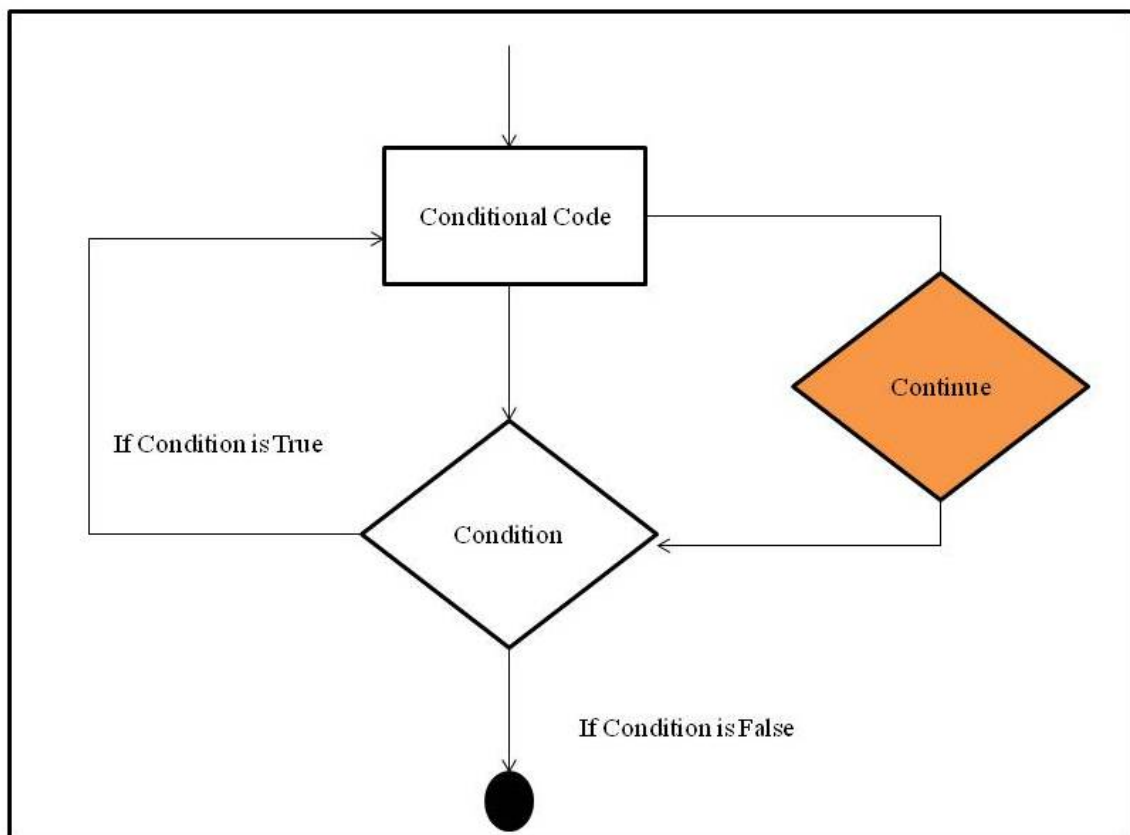 Conditional Code
Continue
If Condition is True
Condition
If Condition is False